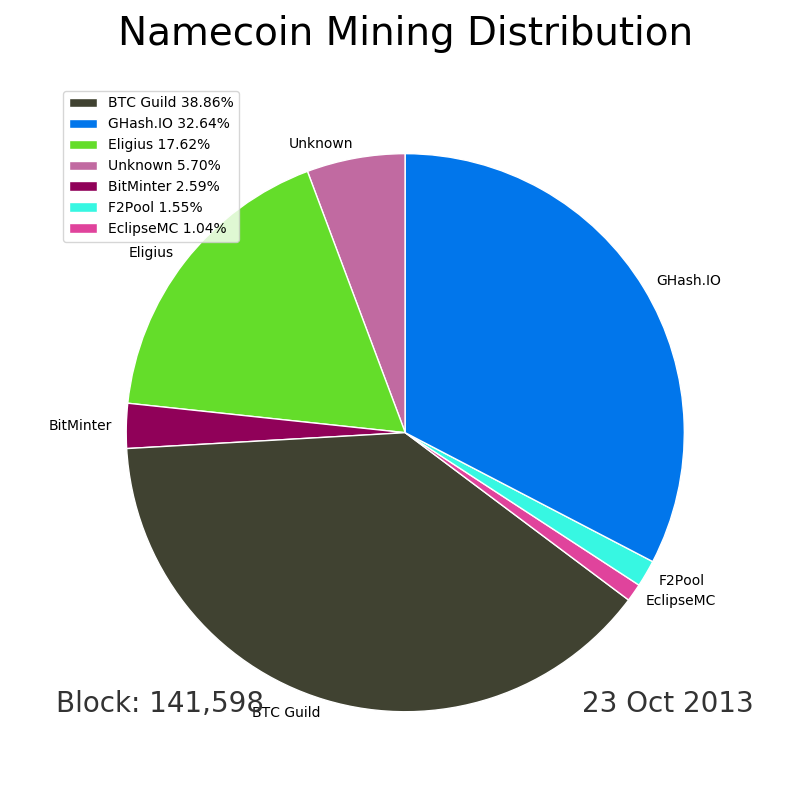 Namecoin Mining Distribution
BTC Guild 38.86%
GHash.IO 32.64%
Eligius 17.62%
Unknown 5.70%
BitMinter 2.59%
F2Pool 1.55%
EclipseMC 1.04%
Unknown
Eligius
GHash.IO
BitMinter
F2Pool
EclipseMC
Block: 141,598
BTC Guild
23 Oct 2013